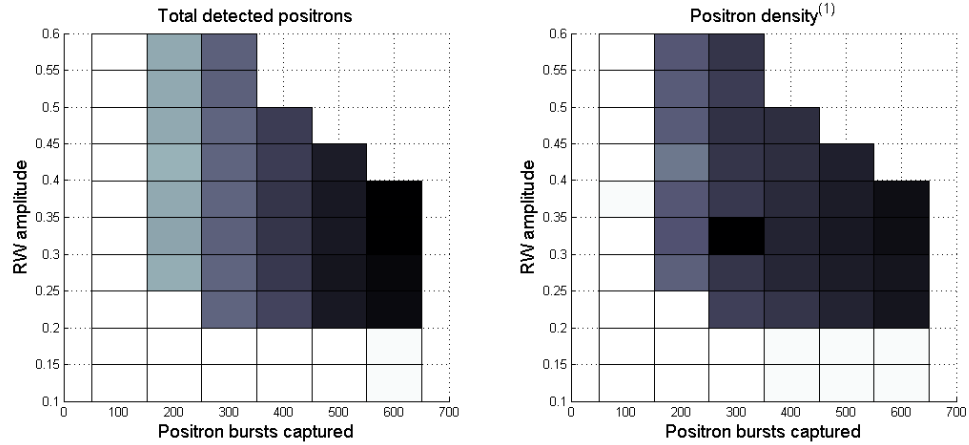 Total detected positrons
0.6
0.55
0.5
0.45
0.4
0.35
0.3
0.25
0.2
0.15
0.1
RW amplitude
0 100 200 300 400 500 600 700
Positron bursts captured
Positron density(1)
0.6
0.55
0.5
0.45
0.4
0.35
0.3
0.25
0.2
0.15
0.1
RW amplitude
0 100 200 300 400 500 600 700
Positron bursts captured